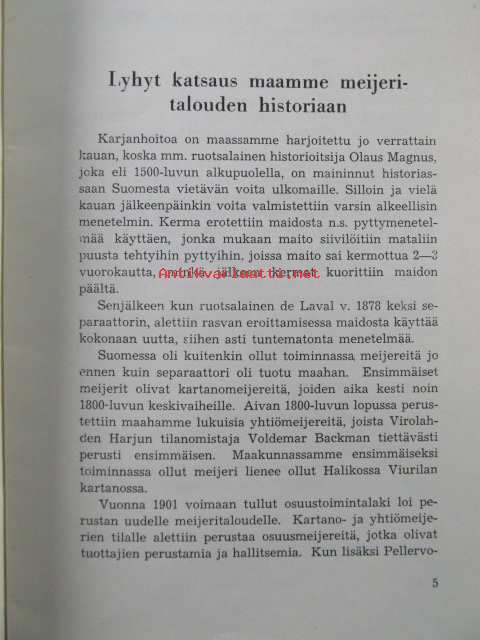 Lyhyt katsaus maamme meijeri-
talouden historiaan
Karjanhoitoa on maassamme harjoitettu jo verrattain
kauan, koska mm. ruotsalainen historioitsija Olaus Magnus,
joka eli 1500-luvun alkupuolella, on maininnut historias-
saan Suomesta vietävän voita ulkomaille. Silloin ja vielä
kauan jälkeenpäinkin voita valmistettiin varsin alkeellisin
menetelmin. Kerma erotettiin maidosta n.s. pyttymenetel-
mää käyttäen, jonka mukaan maito siivilöitiin mataliin
puusta tehtyihin pyttyihin, joissa maito sai kermottua 2—3
vuorokautta, minkä jälkeen kermat kuorittiin maidon
päältä.
Senjälkeen kun ruotsalainen de Laval v. 1878 keksi se-
paraattorin, alettiin rasvan eroittamisessa maidosta käyttää
kokonaan uutta, siihen asti tuntematonta menetelmää.
Suomessa oli kuitenkin ollut toiminnassa meijereitä jo
ennen kuin separaattori oli tuotu maahan. Ensimmäiset
meijerit olivat kartanomeijereitä, joiden aika kesti noin
1800-luvun keskivaiheille. Aivan 1800-luvun lopussa perus-
tettiin maahamme lukuisia yhtiömeijereitä, joista Virolah-
den Harjun tilanomistaja Voldemar Backman tiettävästi
perusti ensimmäisen. Maakunnassamme ensimmäiseksi
toiminnassa ollut meijeri lienee ollut Halikossa Viurilan
kartanossa.
Vuonna 1901 voimaan tullut osuustoimintalaki loi pe-
rustan uudelle meijeritaloudelle. Kartano- ja yhtiömeije-
rien tilalle alettiin perustaa osuusmeijereitä, jotka olivat
tuottajien perustamia ja hallitsemia. Kun lisäksi Pellervo-
5